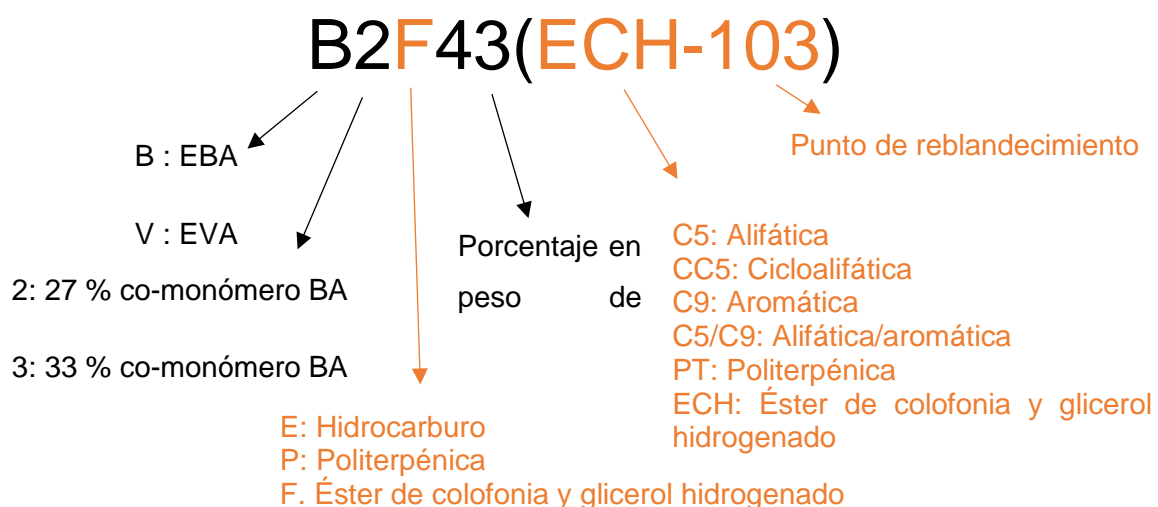 B2F43(ECH-103)
B : EBA
V : EVA
2: 27 % co-monómero BA
3: 33 % co-monómero BA
E: Hidrocarburo
P: Politerpénica
F. Éster de colofonia y glicerol hidrogenado
Porcentaje en
peso de
C5: Alifática
CC5: Cicloalifática
C9: Aromática
C5/C9: Alifática/aromática
PT: Politerpénica
ECH: Éster de colofonia y glicerol
hidrogenado
Punto de reblandecimiento